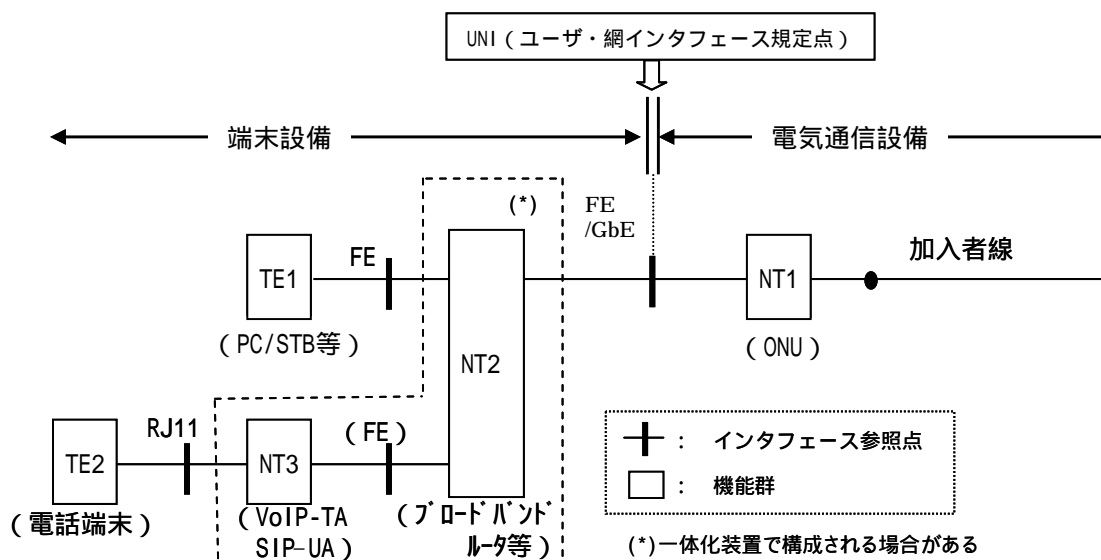 UNI(ユーザ・網インタフェース規定点)
端末設備
電気通信設備
(*)
FE
/GbE
加入者線
TE1
FE
NT2
NT1
(PC/STB等)
(ONU)
RJ11
(FE)
TE2
NT3
: インタフェース参照点
: 機能群
(電話端末)
(VoIP-TA
SIP-UA)
(ブロードバンド
ルータ等)
(*)一体化装置で構成される場合がある